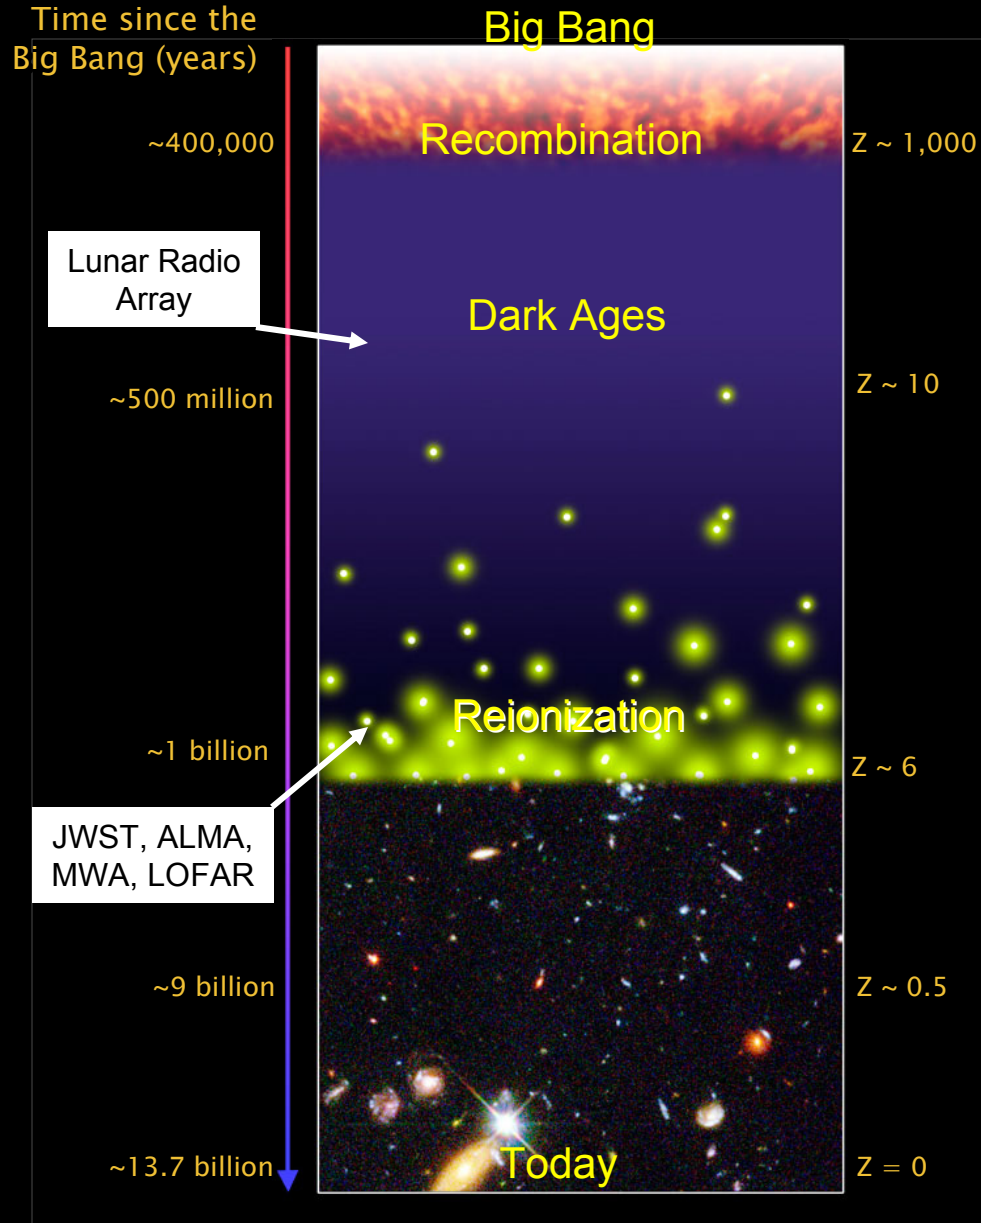 Time since the
Big Bang (years)
Big Bang
~400,000
Recombination
Z ~ 1,000
Lunar Radio
Array
Dark Ages
~500 million
Z ~ 10
Reionization
~1 billion
Z ~ 6
JWST, ALMA,
MWA, LOFAR
~9 billion
Z ~ 0.5
~13.7 billion
Today
Z = 0